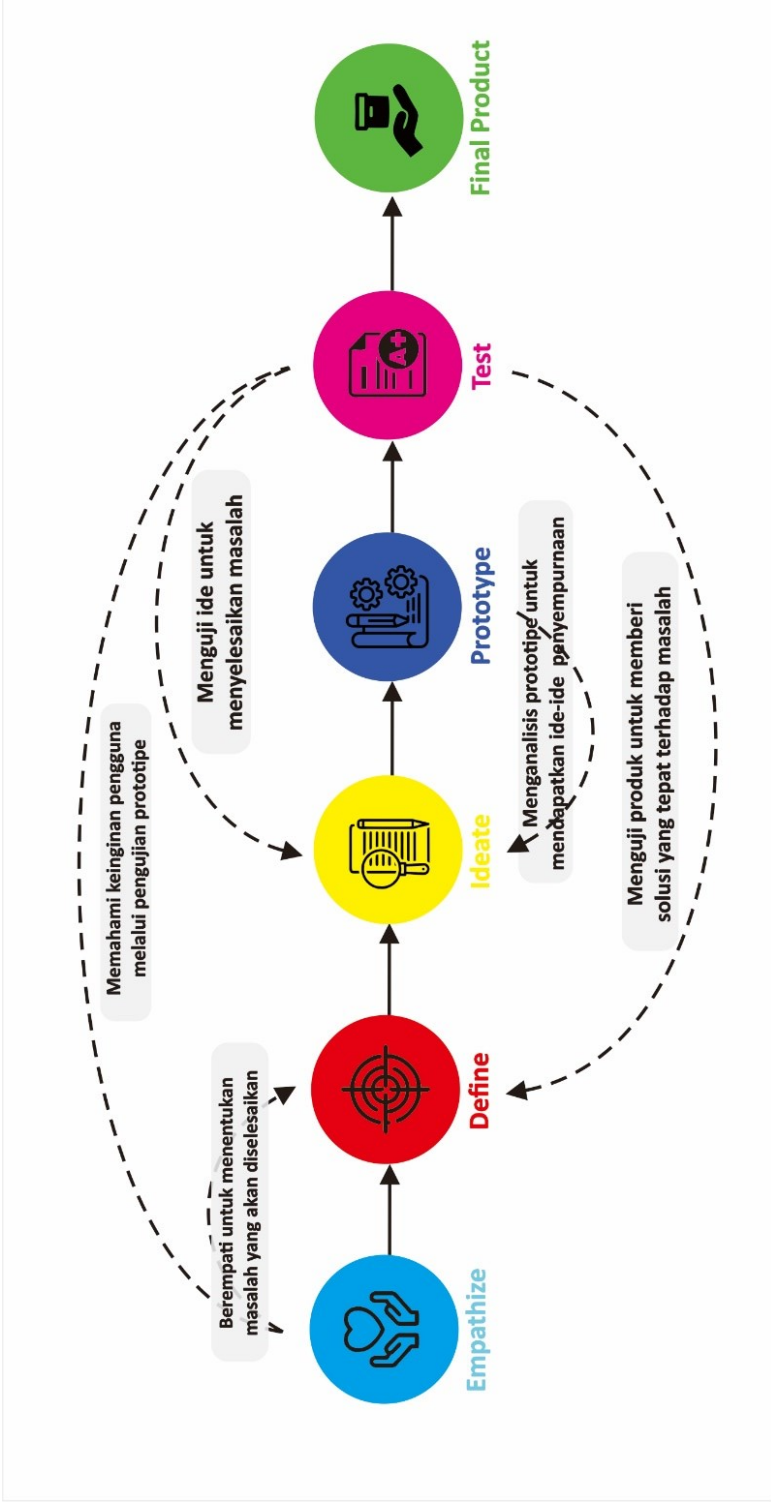 Memahami keinginan pengguna
melalui pengujian prototipe
Berempati untuk menentukan
masalah yang akan diselesaikan
Menguji ide untuk
menyelesaikan masalah
A+
Empathize
Define
Ideate
Prototype
Test
Final Product
Menganalisis prototipe untuk
mendapatkan ide-ide penyempurnaan
Menguji produk untuk memberi
solusi yang tepat terhadap masalah